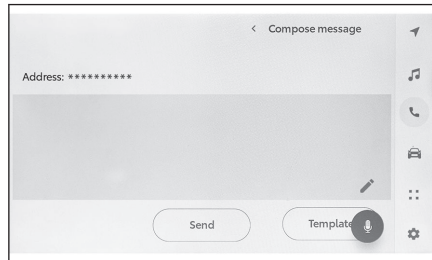 < Compose message
Address: **********
Send
Template